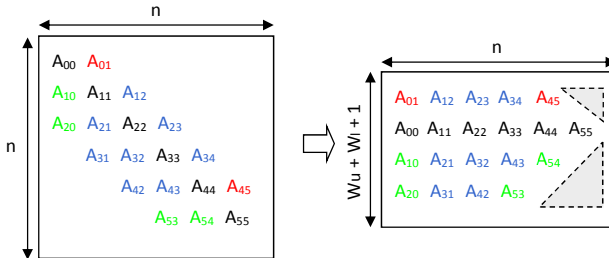 n
n
A00 A01
A10 A11 A12
A20 A21 A22 A23
A31 A32 A33 A34
A42 A43 A44 A45
A53 A54 A55
n
Wu + Wl + 1
A01 A12 A23 A34 A45
A00 A11 A22 A33 A44 A55
A10 A21 A32 A43 A54
A20 A31 A42 A53